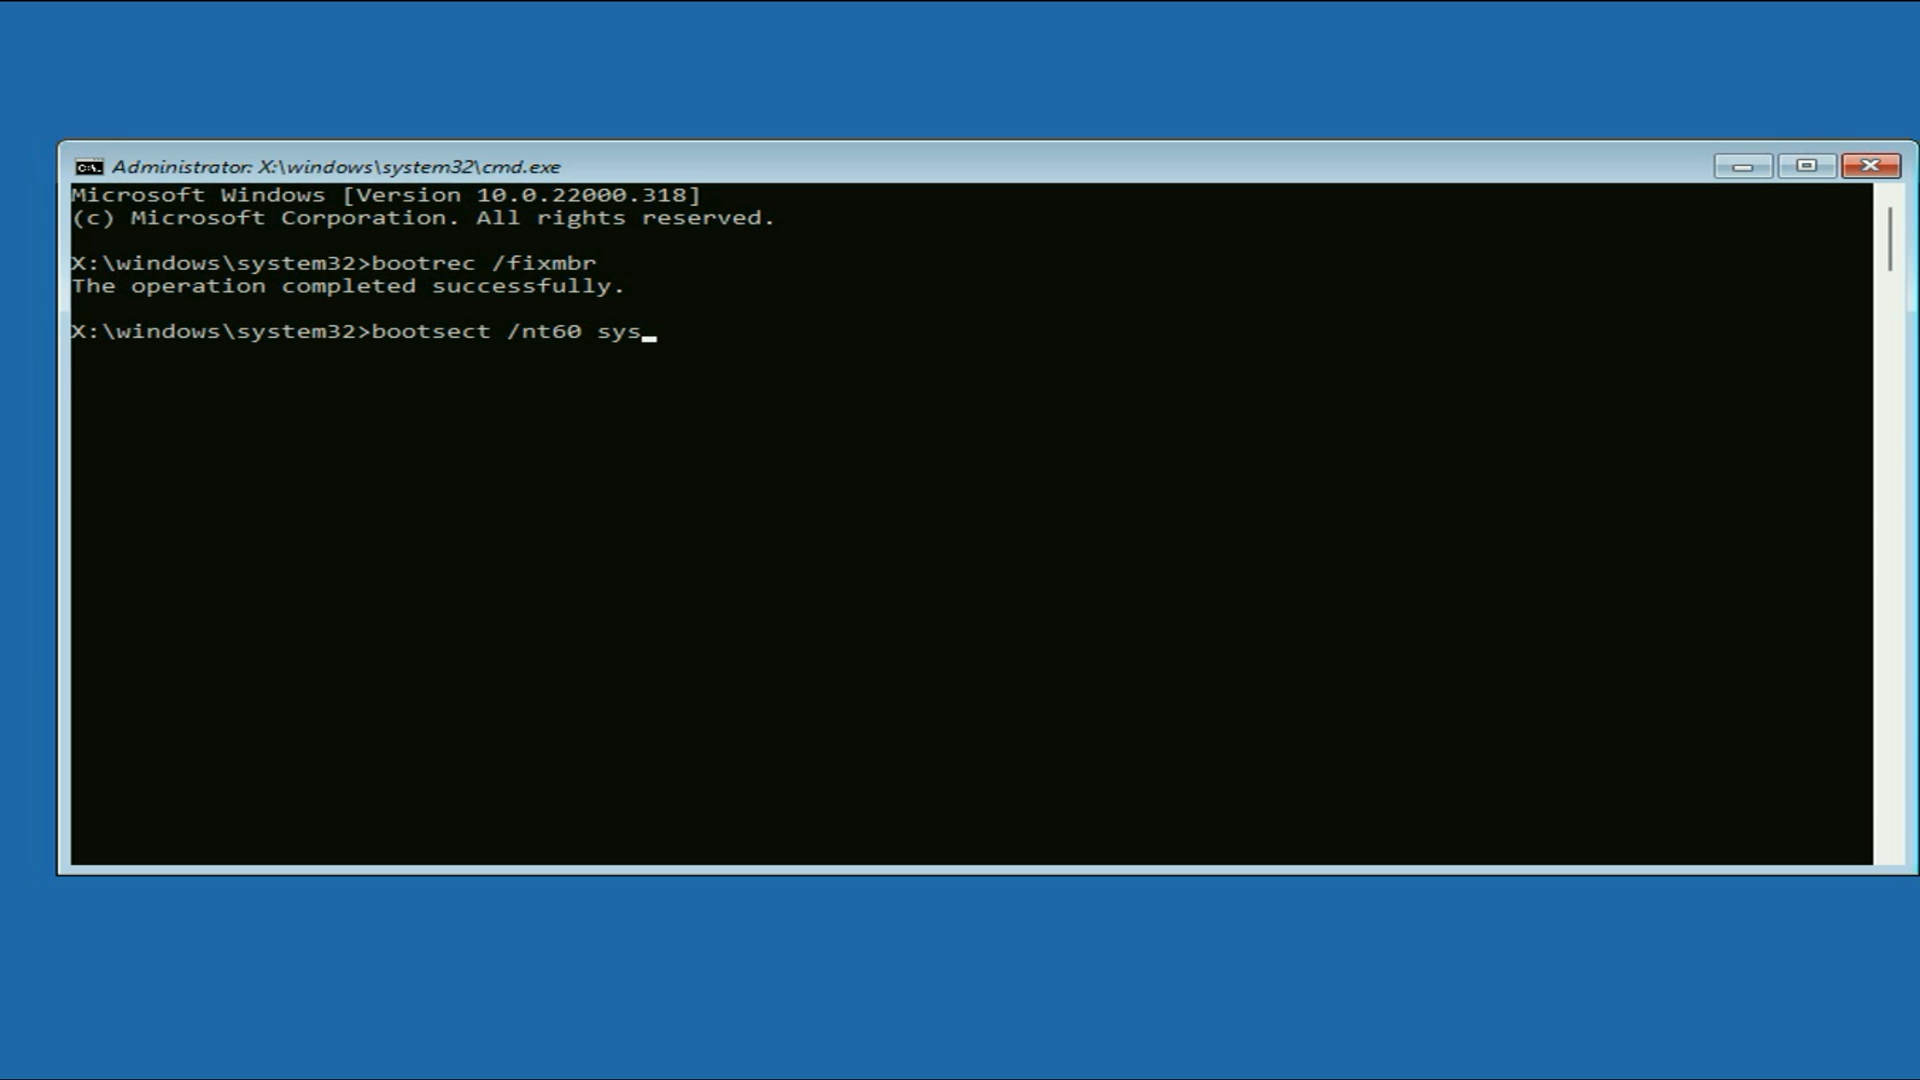 Administrator: X:\windows\system32\cmd.exe
Microsoft Windows [Version 10.0.22000.318]
(c) Microsoft Corporation. All rights reserved.
X:\windows\system32>bootrec /fixmbr
The operation completed successfully.
X:\windows\system32>bootsect /nt60 sys